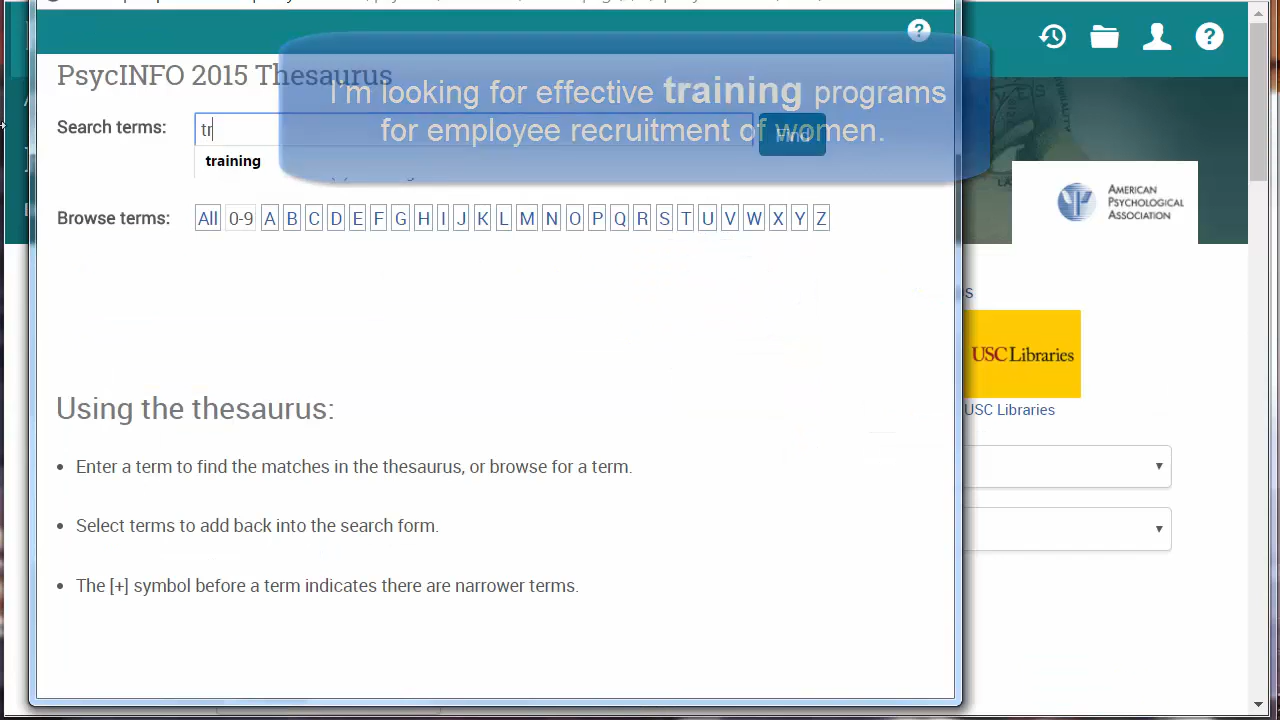 PsycINFO 2015 Thesaurus
I'm looking for effective training programs
for employee recruitment of women.
Search terms: tr Find
training
Browse terms: All 0-9 A B C D E F G H I J K L M N O P Q R S T U V W X Y Z
AMERICAN
PSYCHOLOGICAL
ASSOCIATION
USC Libraries
USC Libraries
Using the thesaurus:
• Enter a term to find the matches in the thesaurus, or browse for a term.
• Select terms to add back into the search form.
• The [+] symbol before a term indicates there are narrower terms.